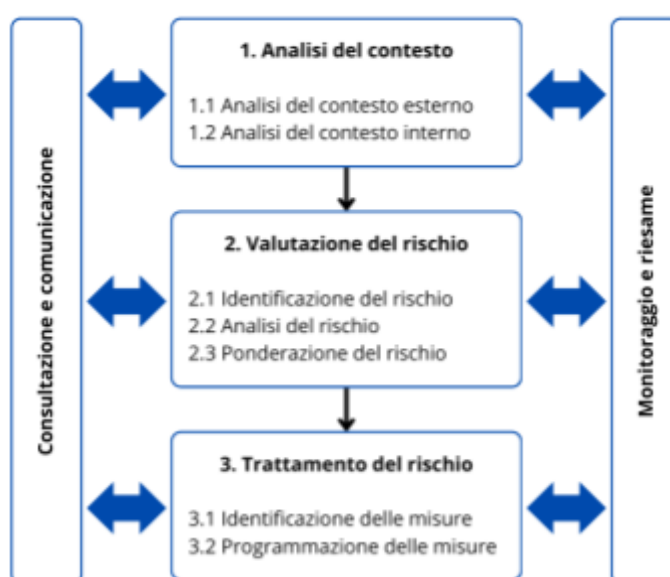 Consultazione e comunicazione
1. Analisi del contesto
1.1 Analisi del contesto esterno
1.2 Analisi del contesto interno
2. Valutazione del rischio
2.1 Identificazione del rischio
2.2 Analisi del rischio
2.3 Ponderazione del rischio
3. Trattamento del rischio
3.1 Identificazione delle misure
3.2 Programmazione delle misure
Monitoraggio e riesame